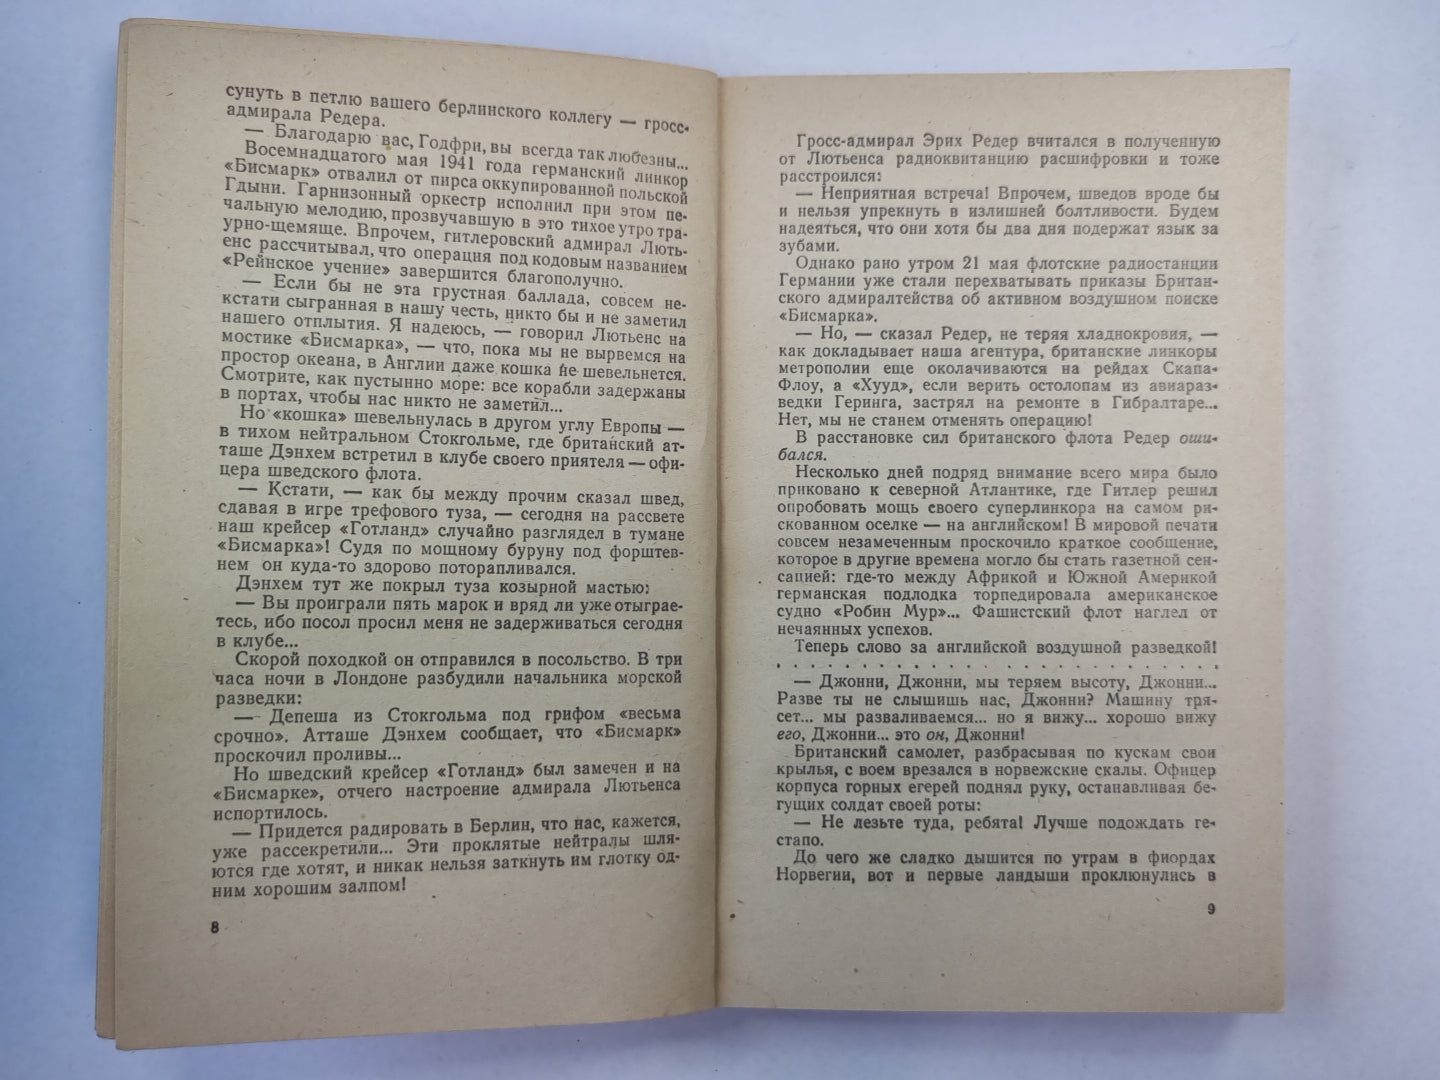 сунуть в петлю вашего берлинского коллегу — гросс-
адмирала Редера.
— Благодарю вас, Годфри, вы всегда так любезны...
Восемнадцатого мая 1941 года германский линкор
«Бисмарк» отвалил от пирса оккупированной польской
Гдыни. Гарнизонный оркестр исполнил при этом пе-
чальную мелодию, прозвучавшую в это тихое утро тра-
урно-щемяще. Впрочем, гитлеровский адмирал Лють-
енс рассчитывал, что операция под кодовым названием
«Рейнское учение» завершится благополучно.
— Если бы не эта грустная баллада, совсем не-
кстати сыгранная в нашу честь, никто бы и не заметил
нашего отплытия. Я надеюсь, — говорил Лютьенс на
мостике «Бисмарка», — что, пока мы не вырвемся на
простор океана, в Англии даже кошка не шевельнется.
Смотрите, как пустынно море: все корабли задержаны
в портах, чтобы нас никто не заметил...
Но «кошка» шевельнулась в другом углу Европы —
в тихом нейтральном Стокгольме, где британский ат-
таше Дэнхем встретил в клубе своего приятеля — офи-
цера шведского флота.
— Кстати, — как бы между прочим сказал швед,
сдавая в игре трефового туза, — сегодня на рассвете
наш крейсер «Готланд» случайно разглядел в тумане
«Бисмарка»! Судя по мощному буруну под форштев-
нем он куда-то здорово поторапливался.
Дэнхем тут же покрыл туза козырной мастью:
— Вы проиграли пять марок и вряд ли уже отыграе-
тесь, ибо посол просил меня не задерживаться сегодня
в клубе...
Скорой походкой он отправился в посольство. В три
часа ночи в Лондоне разбудили начальника морской
разведки:
— Депеша из Стокгольма под грифом «весьма
срочно». Атташе Дэнхем сообщает, что «Бисмарк»
проскочил проливы...
Но шведский крейсер «Готланд» был замечен и на
«Бисмарке», отчего настроение адмирала Лютьенса
испортилось.
— Придется радировать в Берлин, что нас, кажется,
уже рассекретили... Эти проклятые нейтралы шля-
ются где хотят, и никак нельзя заткнуть им глотку од-
ним хорошим залпом!
8
Гросс-адмирал Эрих Редер вчитался в полученную
от Лютьенса радиоквитанцию расшифровки и тоже
расстроился:
— Неприятная встреча! Впрочем, шведов вроде бы
и нельзя упрекнуть в излишней болтливости. Будем
надеяться, что они хотя бы два дня подержат язык за
зубами.
Однако рано утром 21 мая флотские радиостанции
Германии уже стали перехватывать приказы Британ-
ского адмиралтейства об активном воздушном поиске
«Бисмарка».
— Но, — сказал Редер, не теряя хладнокровия, —
как докладывает наша агентура, британские линкоры
метрополии еще околачиваются на рейдах Скапа-
Флоу, а «Хууд», если верить остолопам из авиараз-
ведки Геринга, застрял на ремонте в Гибралтаре...
Нет, мы не станем отменять операцию!
В расстановке сил британского флота Редер оши-
бался.
Несколько дней подряд внимание всего мира было
приковано к северной Атлантике, где Гитлер решил
опробовать мощь своего суперлинкора на самом ри-
скованном оселке — на английском! В мировой печати
совсем незамеченным проскочило краткое сообщение,
которое в другие времена могло бы стать газетной сен-
сацией: где-то между Африкой и Южной Америкой
германская подлодка торпедировала американское
судно «Робин Мур»... Фашистский флот наглел от
нечаянных успехов.
Теперь слово за английской воздушной разведкой!
. . . . . . . . . . . . . . . . . . . . . . . . .
— Джонни, Джонни, мы теряем высоту, Джонни...
Разве ты не слышишь нас, Джонни? Машину тря-
сет... мы разваливаемся... но я вижу... хорошо вижу
его, Джонни... это он, Джонни!
Британский самолет, разбрасывая по кускам свои
крылья, с воем врезался в норвежские скалы. Офицер
корпуса горных егерей поднял руку, останавливая бе-
гущих солдат своей роты:
— Не лезьте туда, ребята! Лучше подождать ге-
стапо.
До чего же сладко дышится по утрам в фиордах
Норвегии, вот и первые ландыши проклюнулись в
9